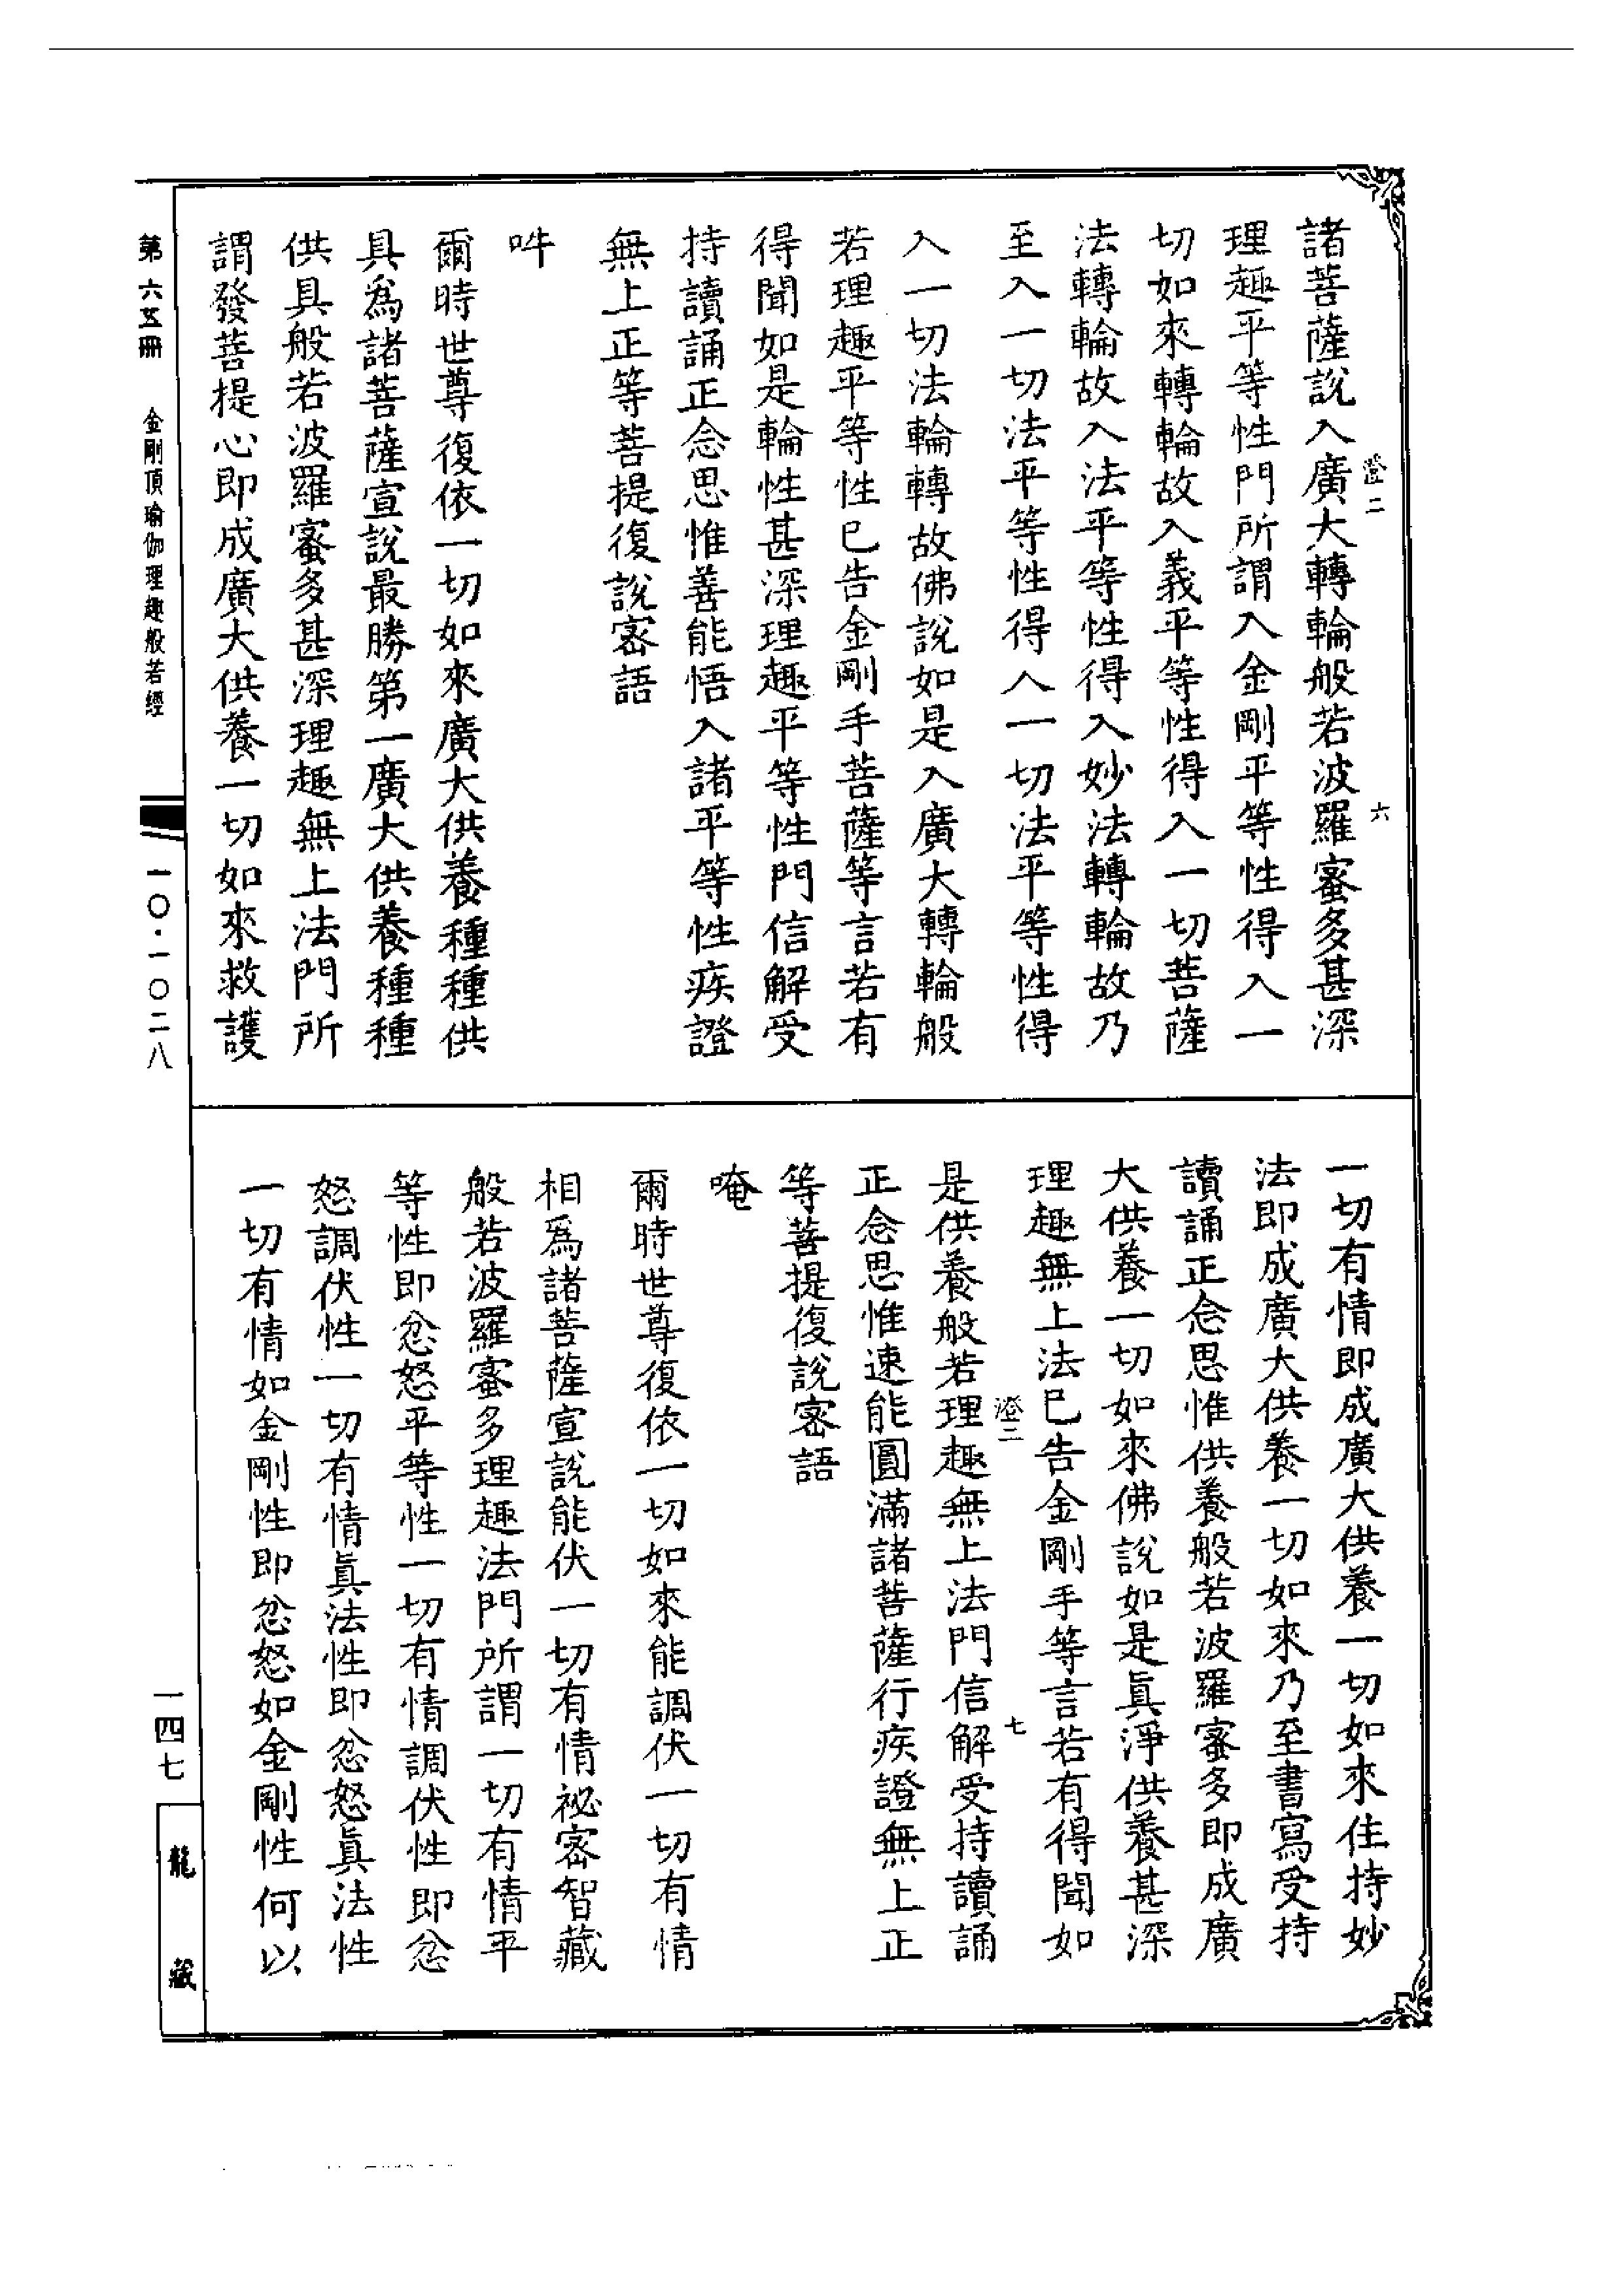 諸菩薩說入廣大轉輪般若波羅蜜多甚深
理趣平等性門所謂入金剛平等性得入一
切如來轉輪故入義平等性得入一切菩薩
法轉輪故入法平等性得入妙法轉輪故乃
至入一切法平等性得入一切法平等性得
入一切法輪轉故佛說如是入廣大轉輪般
若理趣平等性已告金剛手菩薩等言若有
得聞如是輪性甚深理趣平等性門信解受
持讀誦正念思惟善能悟入諸平等性疾證
無上正等菩提復說密語
吽
爾時世尊復依一切如來廣大供養種種供
具為諸菩薩宣說最勝第一廣大供養種種
供具般若波羅蜜多甚深理趣無上法門所
謂發菩提心即成廣大供養一切如來救護
一切有情即成廣大供養一切如來住持妙
法即成廣大供養一切如來乃至書寫受持
讀誦正念思惟供養般若波羅蜜多即成廣
大供養一切如來佛說如是真淨供養甚深
理趣無上法已告金剛手等言若有得聞如
是供養般若理趣無上法門信解受持讀誦
正念思惟速能圓滿諸菩薩行疾證無上正
等菩提復說密語
唵
爾時世尊復依一切如來能調伏一切有情
相為諸菩薩宣說能伏一切有情祕密智藏
般若波羅蜜多理趣法門所謂一切有情平
等性即忿怒平等性一切有情調伏性即忿
怒調伏性一切有情真法性即忿怒真法性
一切有情如金剛性即忿怒如金剛性何以
澄二
六
澄二
七
第六五冊
金剛頂瑜伽理趣般若經
一〇·一〇二八
一四七
龍藏